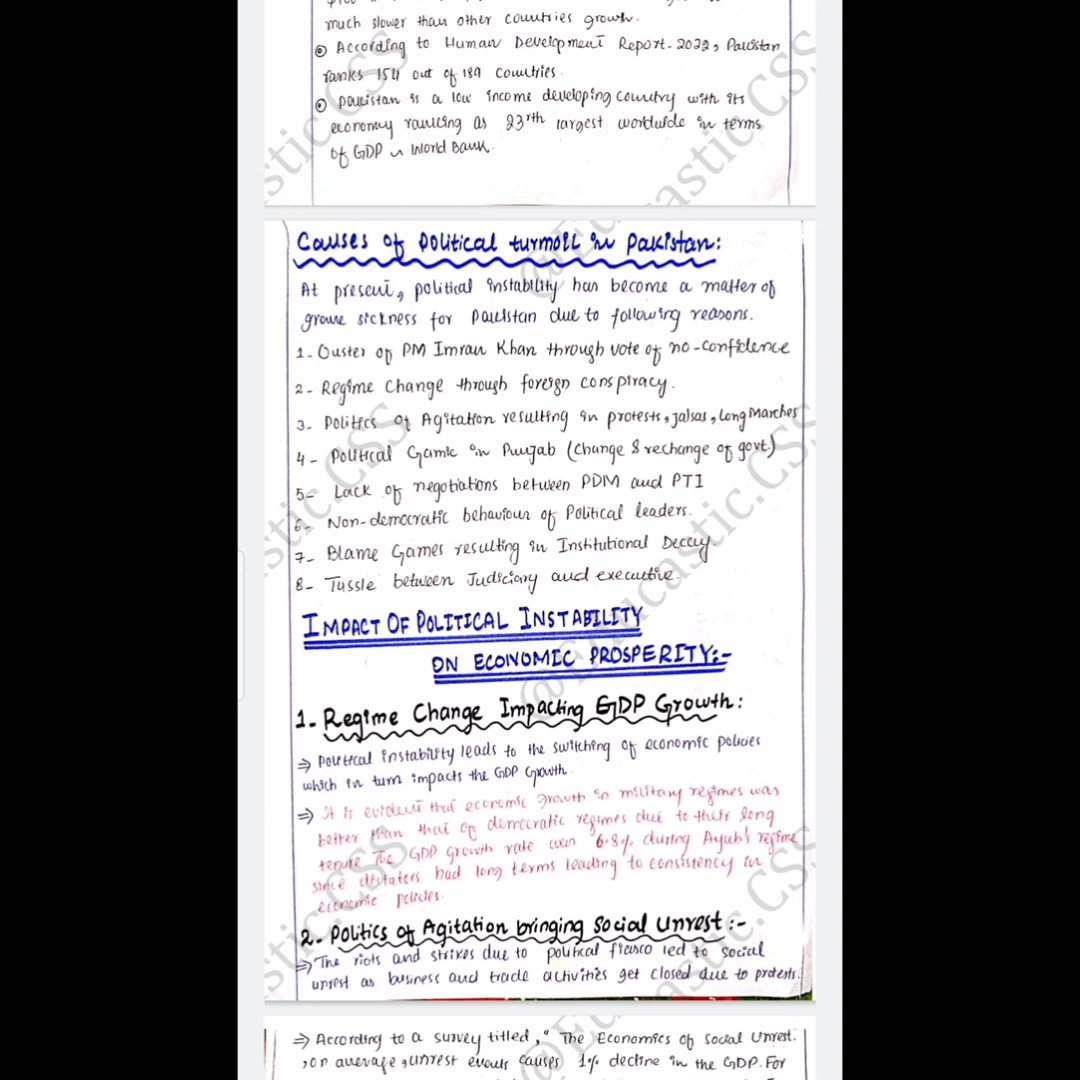 much slower than other countries growth.
According to Human Development Report-2022, Pakistan
ranks 154 out of 189 countries.
Pakistan is a low income developing country with its
economy ranking as 23rth largest worldwide in terms
of GDP ~ World Bank.
Causes of Political turmoil in Pakistan:
At present, political instability has become a matter of
grave sickness for Pakistan due to following reasons.
1- Ouster of PM Imran Khan through vote of no-confidence
2- Regime Change through foreign conspiracy.
3- Politics of Agitation resulting in protests, Jalsas, Long Marches
4- Political Game in Punjab (change & rechange of govt.)
5- Lack of negotiations between PDM and PTI
6- Non-democratic behaviour of Political leaders.
7- Blame Games resulting in Institutional Decay.
8- Tussle between Judiciary and executive.
IMPACT OF POLITICAL INSTABILITY
ON ECONOMIC PROSPERITY:-
1- Regime Change Impacting GDP Growth:
⇒ Political instability leads to the switching of economic policies
which in turn impacts the GDP Growth.
⇒ It is evident that economic growth in military regimes was
better than that of democratic regimes due to their long
tenure. The GDP growth rate was 6.8% during Ayub's regime
since dictators had long terms leading to consistency in
economic policies.
2- Politics of Agitation bringing Social Unrest:-
⇒ The riots and strikes due to political fiasco led to social
unrest as business and trade activities get closed due to protests.
⇒ According to a survey titled, "The Economics of Social Unrest.
, on average, unrest events causes 1% decline in the GDP. For
@Educastic.CSS